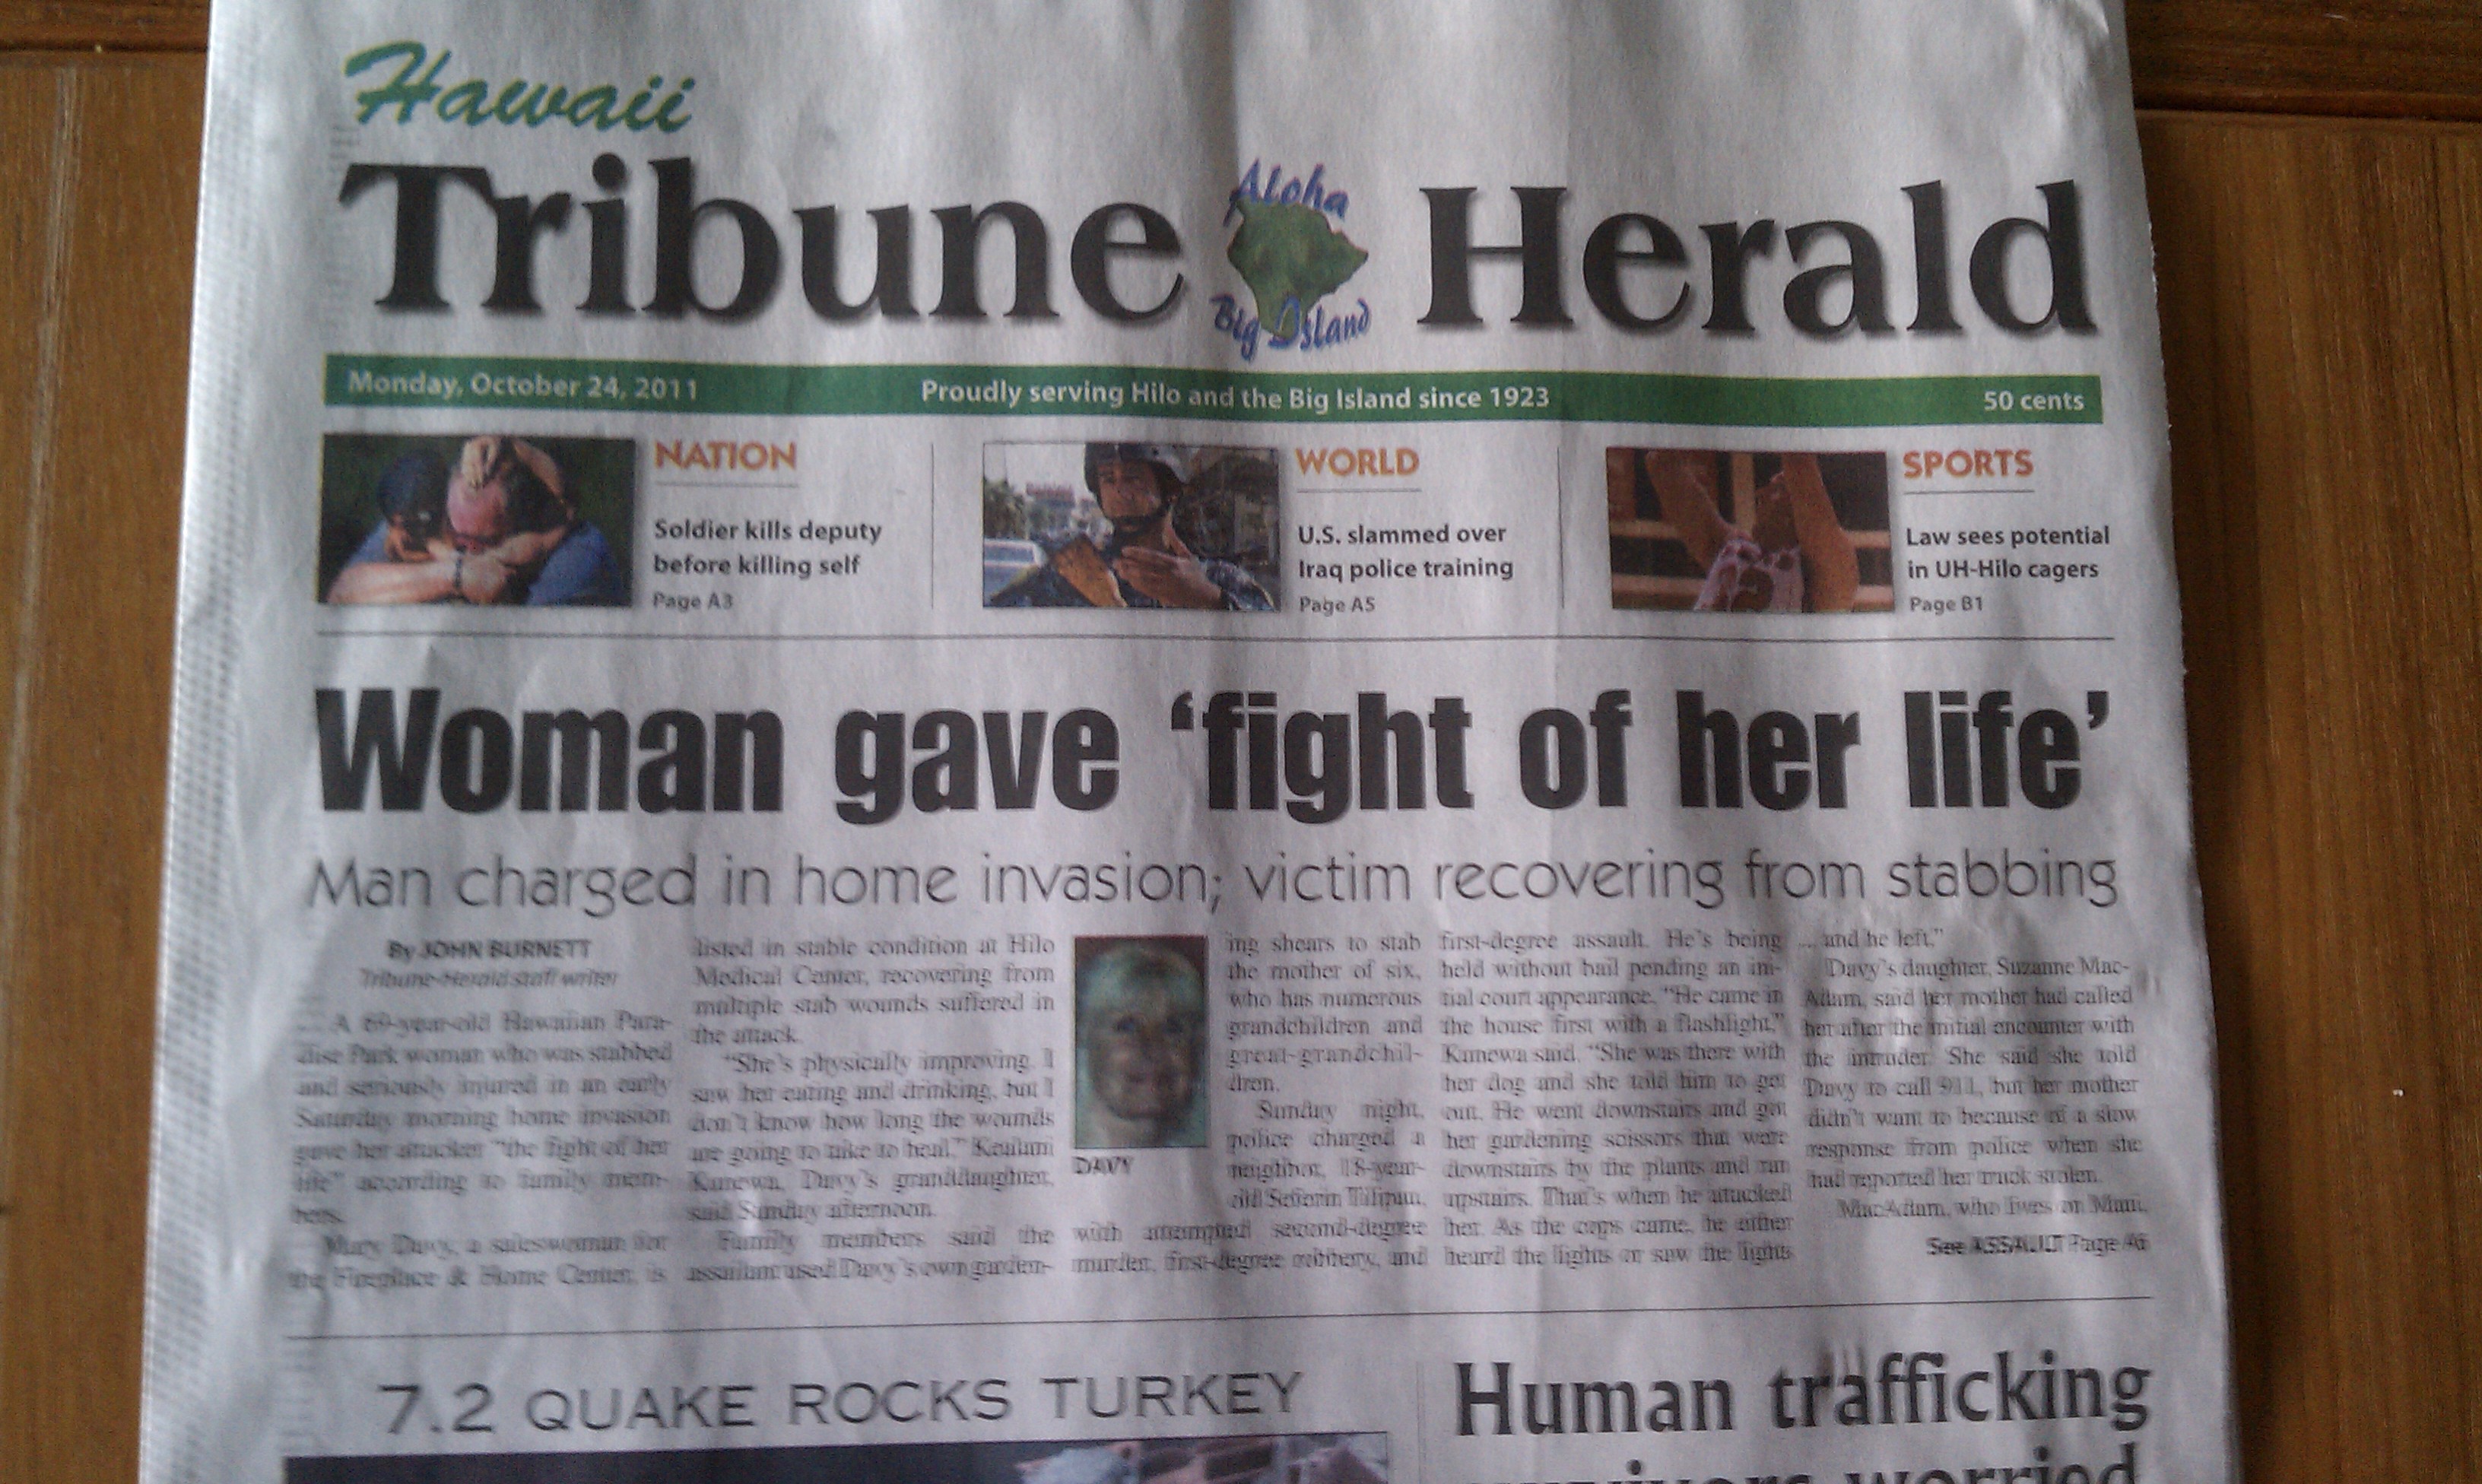 Hawaii
Tribune Herald
Aloha
Big Island
Monday, October 24, 2011 Proudly serving Hilo and the Big Island since 1923 50 cents
NATION
Soldier kills deputy
before killing self
Page A3
WORLD
U.S. slammed over
Iraq police training
Page A5
SPORTS
Law sees potential
in UH-Hilo cagers
Page B1
Woman gave ‘fight of her life’
Man charged in home invasion; victim recovering from stabbing
By JOHN BURNETT
Tribune-Herald staff writer
A 69-year-old Hawaiian Para-
dise Park woman who was stabbed
and seriously injured in an early
Saturday morning home invasion
gave her attacker "the fight of her
life" according to family mem-
bers.
Mary Davy, a saleswoman for
the Fireplace & Home Center, is
listed in stable condition at Hilo
Medical Center, recovering from
multiple stab wounds suffered in
the attack.
"She's physically improving. I
saw her eating and drinking, but I
don't know how long the wounds
are going to take to heal," Kealani
Kanewa, Davy's granddaughter,
said Sunday afternoon.
Family members said the
assailant used Davy's own garden-
DAVY
ing shears to stab
the mother of six,
who has numerous
grandchildren and
great-grandchil-
dren.
Sunday night,
police charged a
neighbor, 18-year-
old
with attempted second-degree
murder, first-degree robbery, and
first-degree assault. He's being
held without bail pending an ini-
tial court appearance. "He came in
the house first with a flashlight,"
Kanewa said. "She was there with
her dog and she told him to get
out. He went downstairs and got
her gardening scissors that were
downstairs by the plants and ran
upstairs. That's when he attacked
her. As the cops came, he either
heard the lights or saw the lights
... and he left."
Davy's daughter, Suzanne Mac-
Adam, said her mother had called
her after the initial encounter with
the intruder. She said she told
Davy to call 911, but her mother
didn't want to because of a slow
response from police when she
had reported her truck stolen.
MacAdam, who lives on Maui,
See ASSAULT Page A6
7.2 QUAKE ROCKS TURKEY
Human trafficking
survivors worried